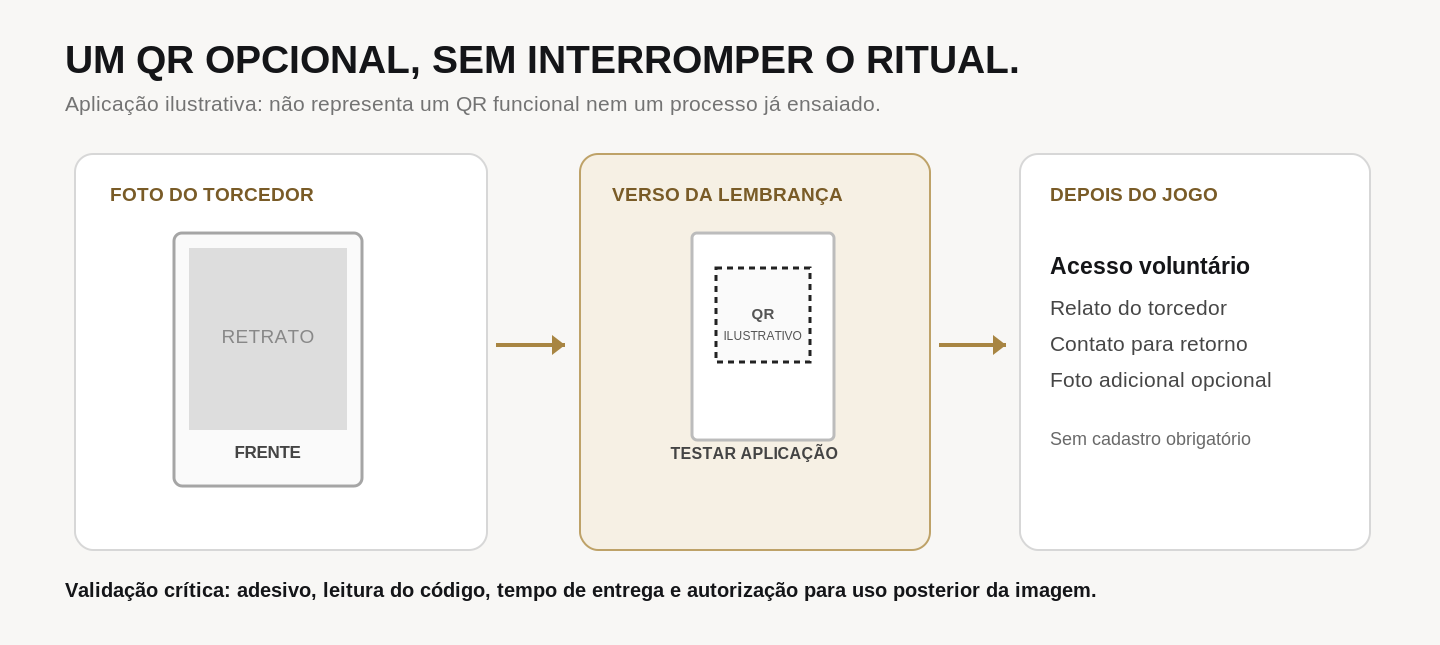 UM QR OPCIONAL, SEM INTERROMPER O RITUAL.
Aplicação ilustrativa: não representa um QR funcional nem um processo já ensaiado.
FOTO DO TORCEDOR
RETRATO
FRENTE
VERSO DA LEMBRANÇA
QR
ILUSTRATIVO
TESTAR APLICAÇÃO
DEPOIS DO JOGO
Acesso voluntário
Relato do torcedor
Contato para retorno
Foto adicional opcional
Sem cadastro obrigatório
Validação crítica: adesivo, leitura do código, tempo de entrega e autorização para uso posterior da imagem.